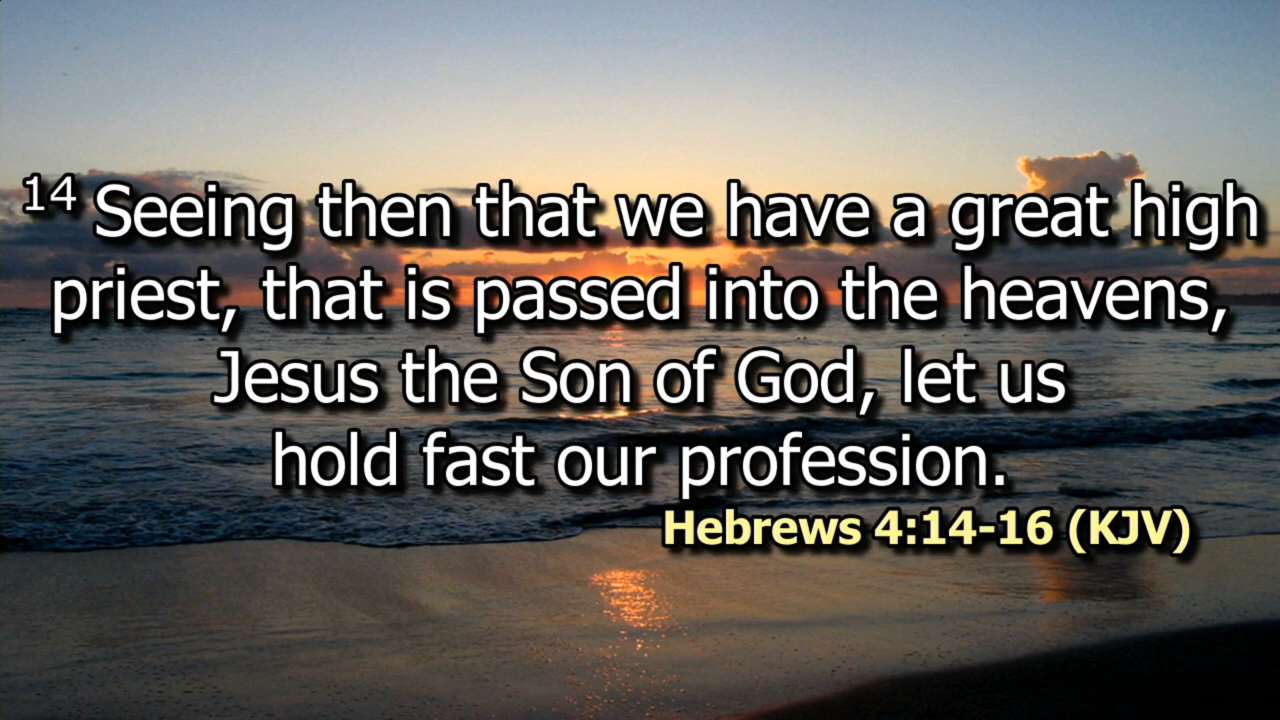 14 Seeing then that we have a great high
priest, that is passed into the heavens,
Jesus the Son of God, let us
hold fast our profession.
Hebrews 4:14-16 (KJV)